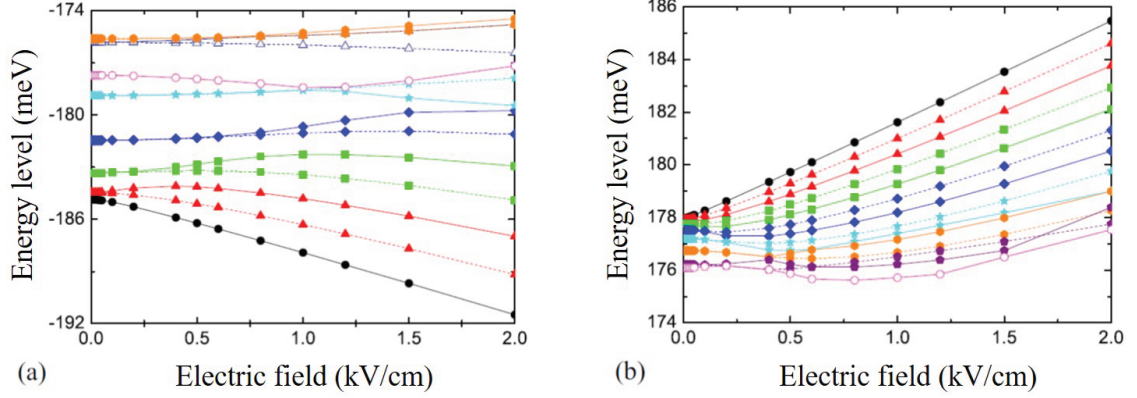 -174
-180
-186
-192
Energy level (meV)
0.0 0.5 1.0 1.5 2.0
(a) Electric field (kV/cm)
186
184
182
180
178
176
174
Energy level (meV)
0.0 0.5 1.0 1.5 2.0
(b) Electric field (kV/cm)